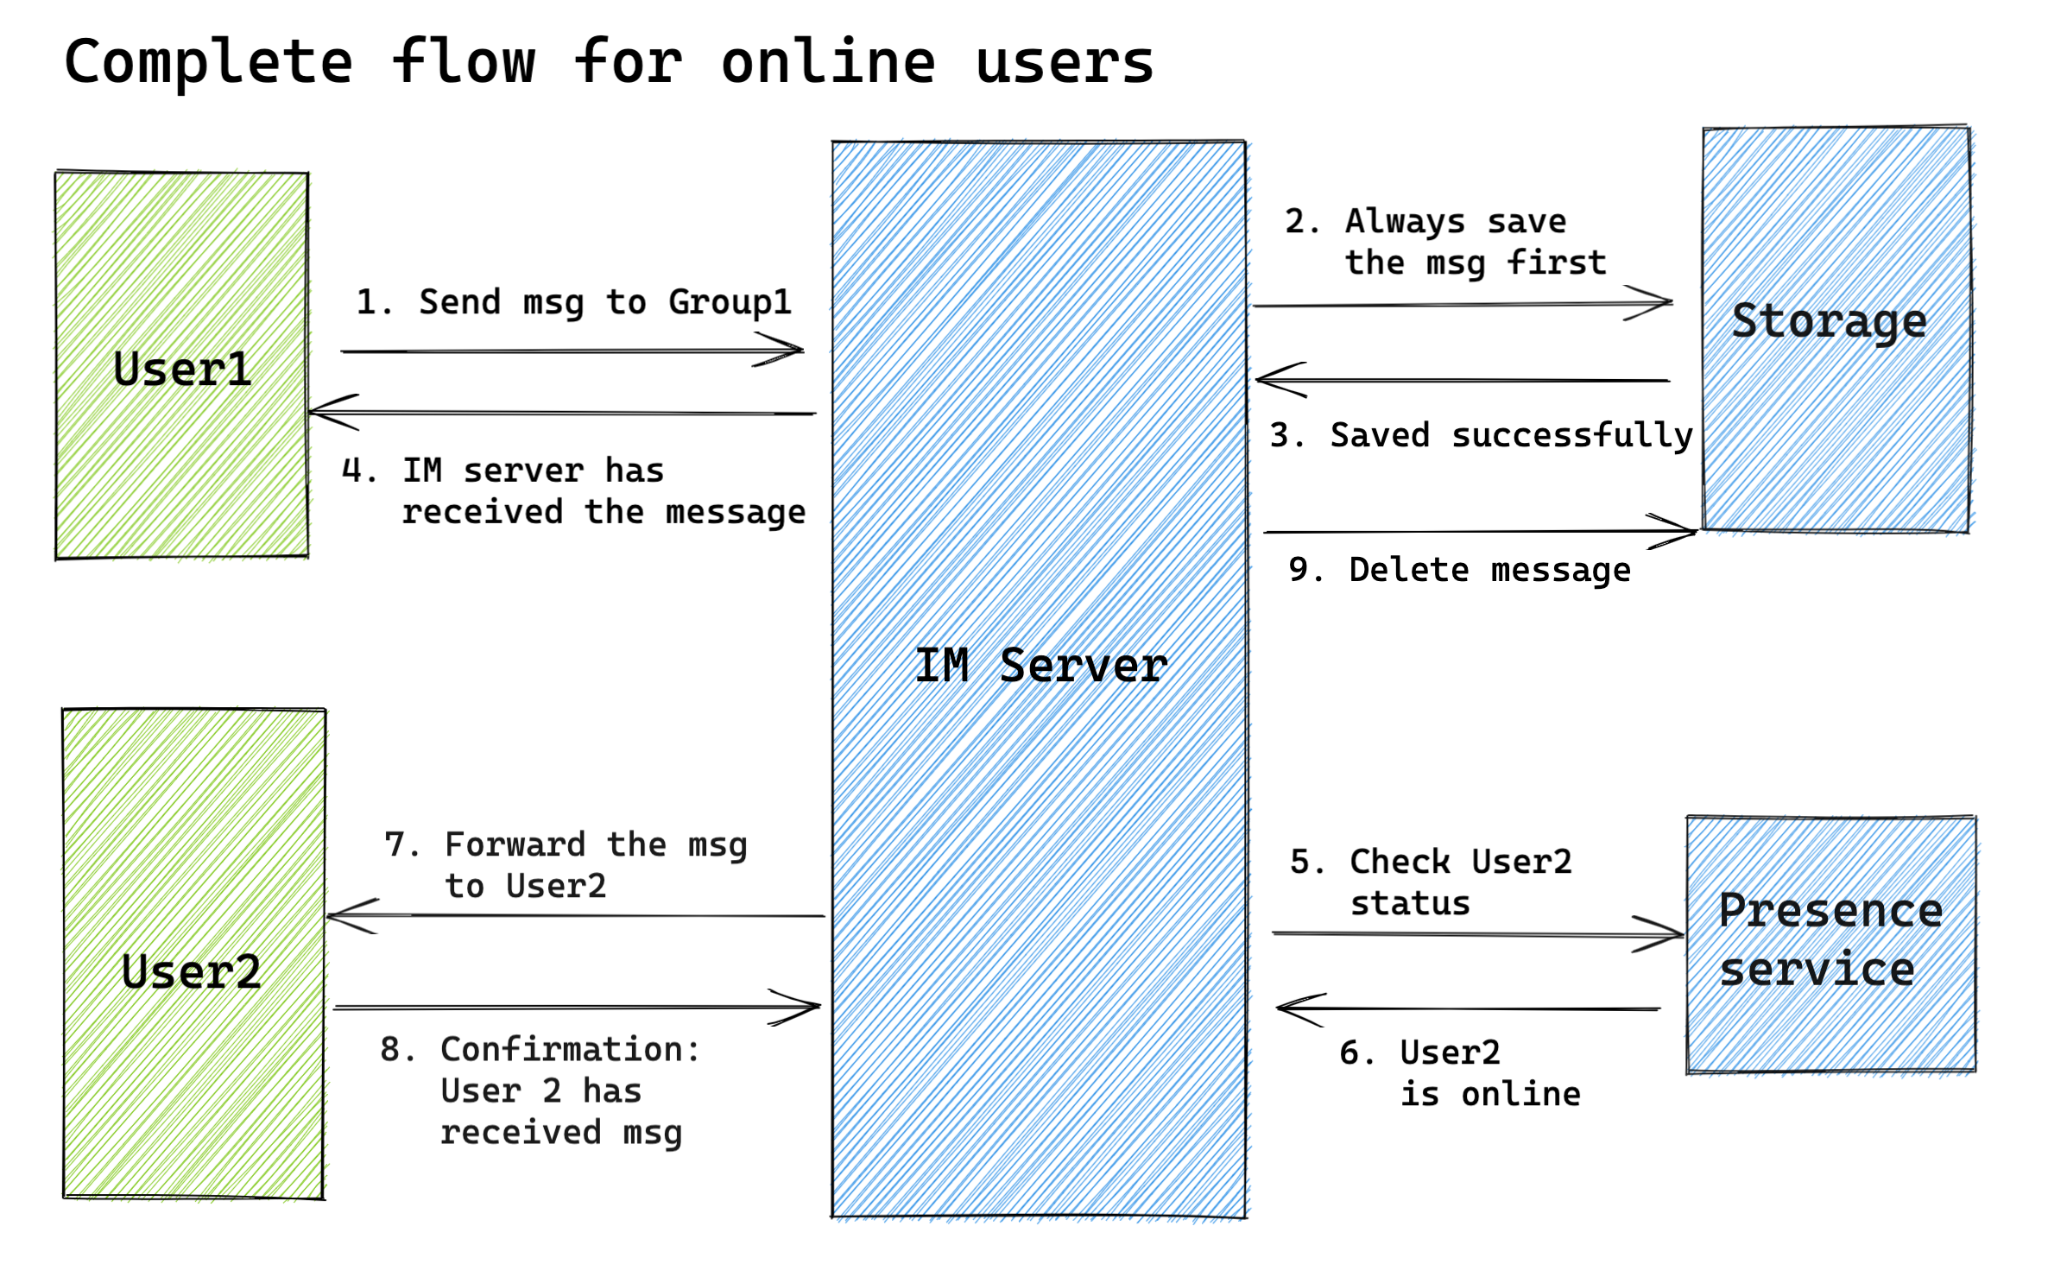 Complete flow for online users
User1
1. Send msg to Group1
4. IM server has
received the message
IM Server
2. Always save
the msg first
3. Saved successfully
9. Delete message
Storage
User2
7. Forward the msg
to User2
8. Confirmation:
User 2 has
received msg
5. Check User2
status
6. User2
is online
Presence
service